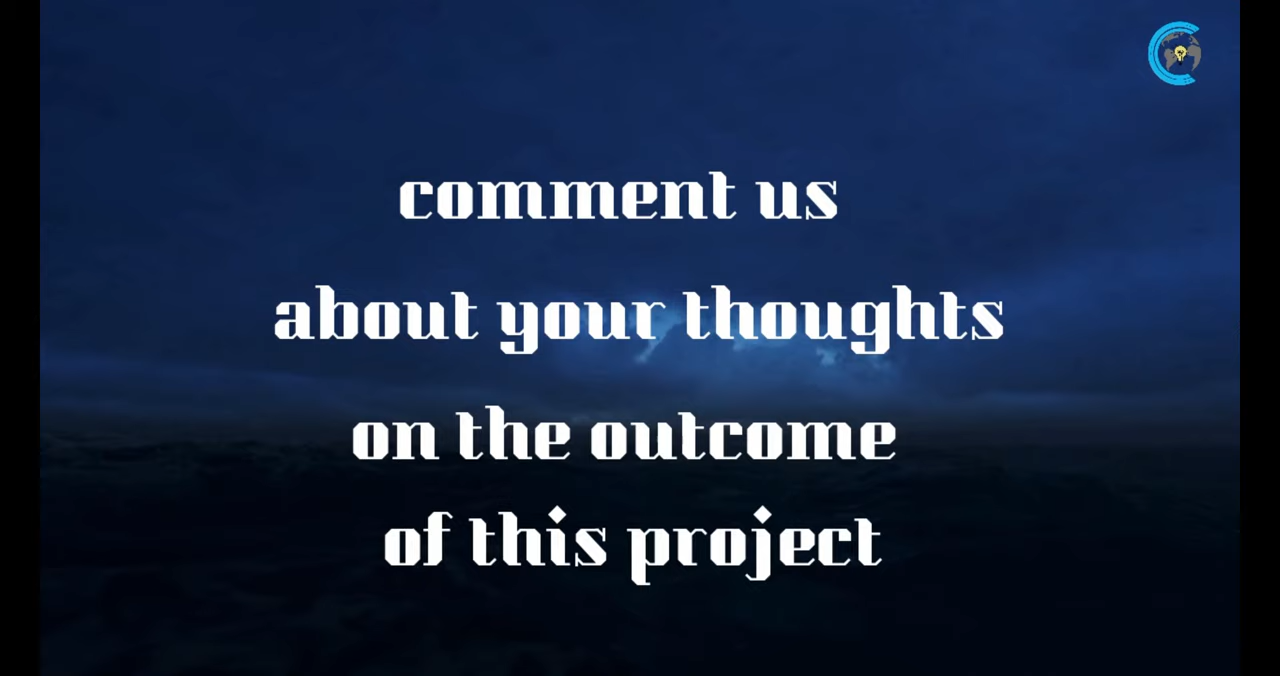 comment us
about your thoughts
on the outcome
of this project